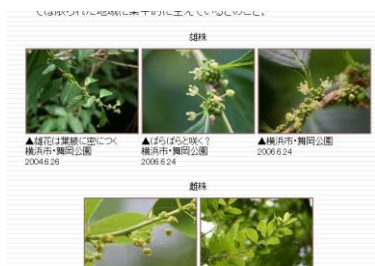 では限られた地域に集中的に生えているとのこと。
雄株
▲雄花は葉腋に密につく
横浜市・舞岡公園
2004.6.26
▲ぱらぱらと咲く?
横浜市・舞岡公園
2006.6.24
▲横浜市・舞岡公園
2006.6.24
雌株